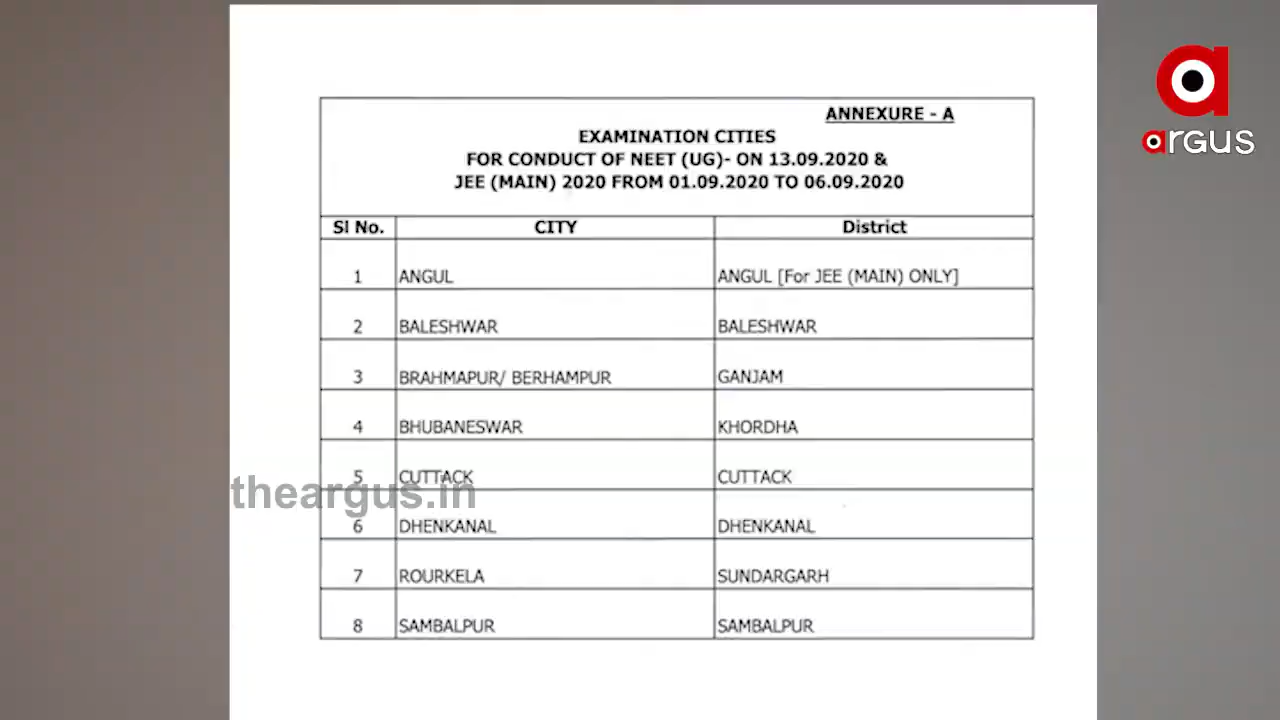 ANNEXURE - A
EXAMINATION CITIES
FOR CONDUCT OF NEET (UG)- ON 13.09.2020 &
JEE (MAIN) 2020 FROM 01.09.2020 TO 06.09.2020
Sl No. CITY District
1 ANGUL ANGUL [For JEE (MAIN) ONLY]
2 BALESHWAR BALESHWAR
3 BRAHMAPUR/ BERHAMPUR GANJAM
4 BHUBANESWAR KHORDHA
5 CUTTACK CUTTACK
6 DHENKANAL DHENKANAL
7 ROURKELA SUNDARGARH
8 SAMBALPUR SAMBALPUR
theargus.in
a
argus